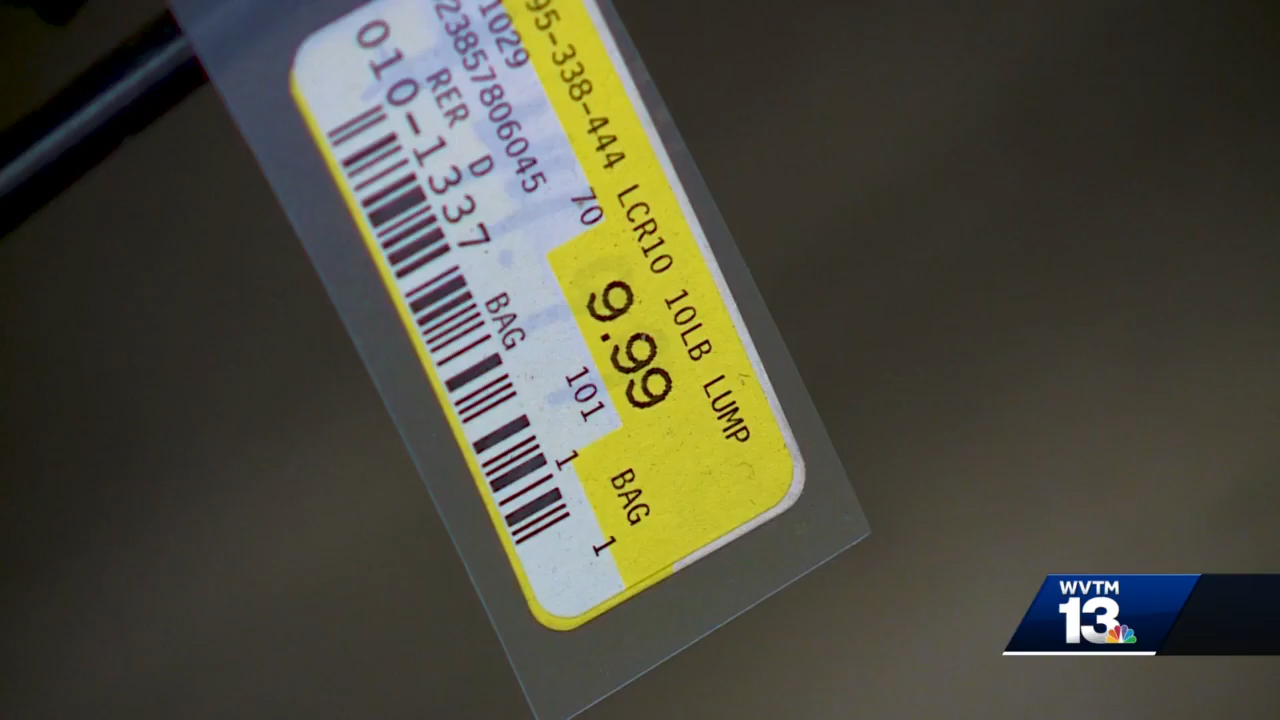 95-338-444 LCR10 10LB LUMP
1029
70
9.99
BAG
23857806045
101
1
RER D
BAG
1
010-1337
WVTM
13